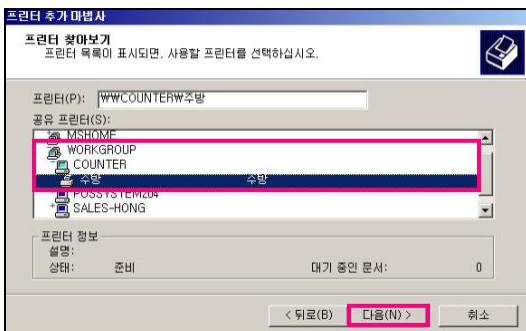 프린터 추가 마법사
프린터 찾아보기
프린터 목록이 표시되면, 사용할 프린터를 선택하십시오.
프린터(P): ₩₩COUNTER₩주방
공유 프린터(S):
MSHOME
WORKGROUP
COUNTER
주방 주방
POSSYSTEM204
SALES-HONG
프린터 정보
설명:
상태: 준비 대기 중인 문서: 0
< 뒤로(B) 다음(N) > 취소